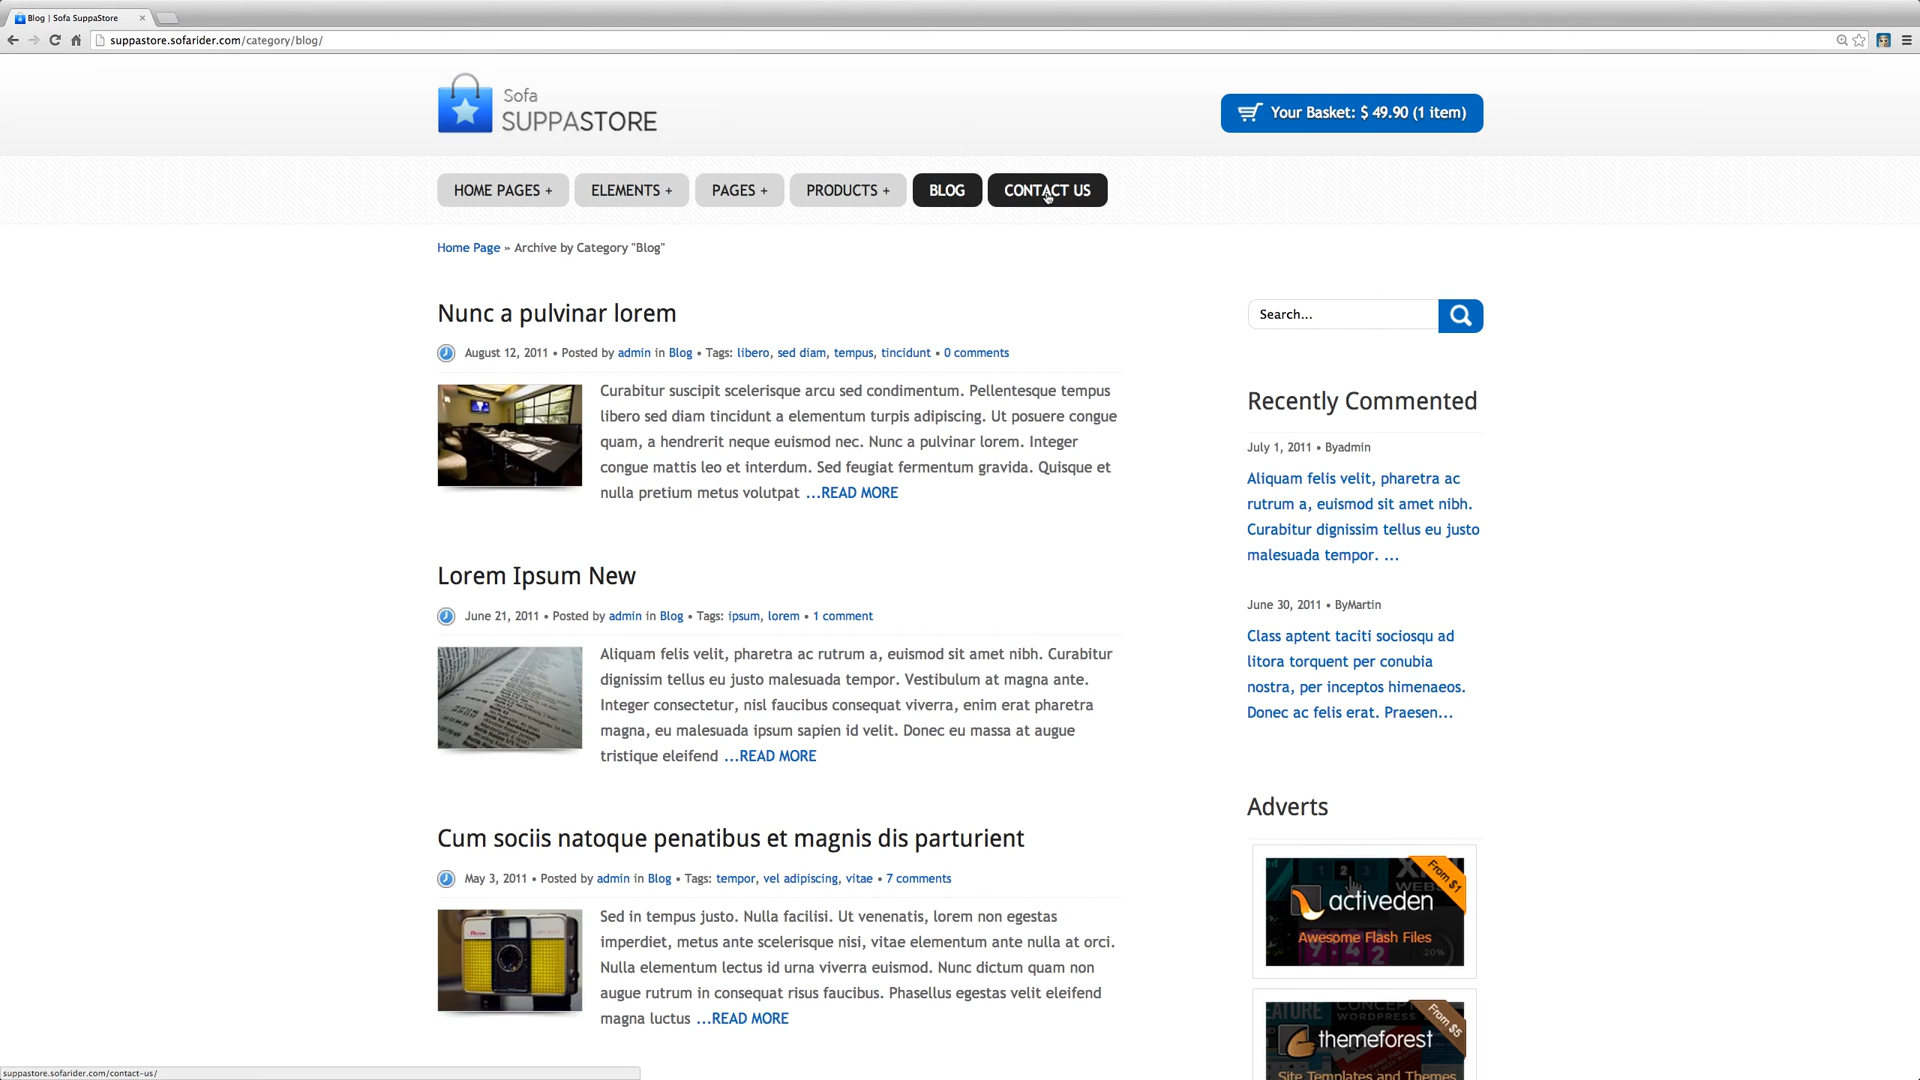 Blog | Sofa SuppaStore
suppastore.sofarider.com/category/blog/
Sofa
SUPPASTORE
Your Basket: $ 49.90 (1 item)
HOME PAGES +
ELEMENTS +
PAGES +
PRODUCTS +
BLOG
CONTACT US
Home Page » Archive by Category "Blog"
Nunc a pulvinar lorem
August 12, 2011 • Posted by admin in Blog • Tags: libero, sed diam, tempus, tincidunt • 0 comments
Curabitur suscipit scelerisque arcu sed condimentum. Pellentesque tempus
libero sed diam tincidunt a elementum turpis adipiscing. Ut posuere congue
quam, a hendrerit neque euismod nec. Nunc a pulvinar lorem. Integer
congue mattis leo et interdum. Sed feugiat fermentum gravida. Quisque et
nulla pretium metus volutpat ...READ MORE
Lorem Ipsum New
June 21, 2011 • Posted by admin in Blog • Tags: ipsum, lorem • 1 comment
Aliquam felis velit, pharetra ac rutrum a, euismod sit amet nibh. Curabitur
dignissim tellus eu justo malesuada tempor. Vestibulum at magna ante.
Integer consectetur, nisl faucibus consequat viverra, enim erat pharetra
magna, eu malesuada ipsum sapien id velit. Donec eu massa at augue
tristique eleifend ...READ MORE
Cum sociis natoque penatibus et magnis dis parturient
May 3, 2011 • Posted by admin in Blog • Tags: tempor, vel adipiscing, vitae • 7 comments
Sed in tempus justo. Nulla facilisi. Ut venenatis, lorem non egestas
imperdiet, metus ante scelerisque nisi, vitae elementum ante nulla at orci.
Nulla elementum lectus id urna viverra euismod. Nunc dictum quam non
augue rutrum in consequat risus faucibus. Phasellus egestas velit eleifend
magna luctus ...READ MORE
Search...
Recently Commented
July 1, 2011 • Byadmin
Aliquam felis velit, pharetra ac
rutrum a, euismod sit amet nibh.
Curabitur dignissim tellus eu justo
malesuada tempor. ...
June 30, 2011 • ByMartin
Class aptent taciti sociosqu ad
litora torquent per conubia
nostra, per inceptos himenaeos.
Donec ac felis erat. Praesen...
Adverts
From $1
activeden
Awesome Flash Files
20%
From $5
themeforest
Site Templates and Themes
suppastore.sofarider.com/contact-us/